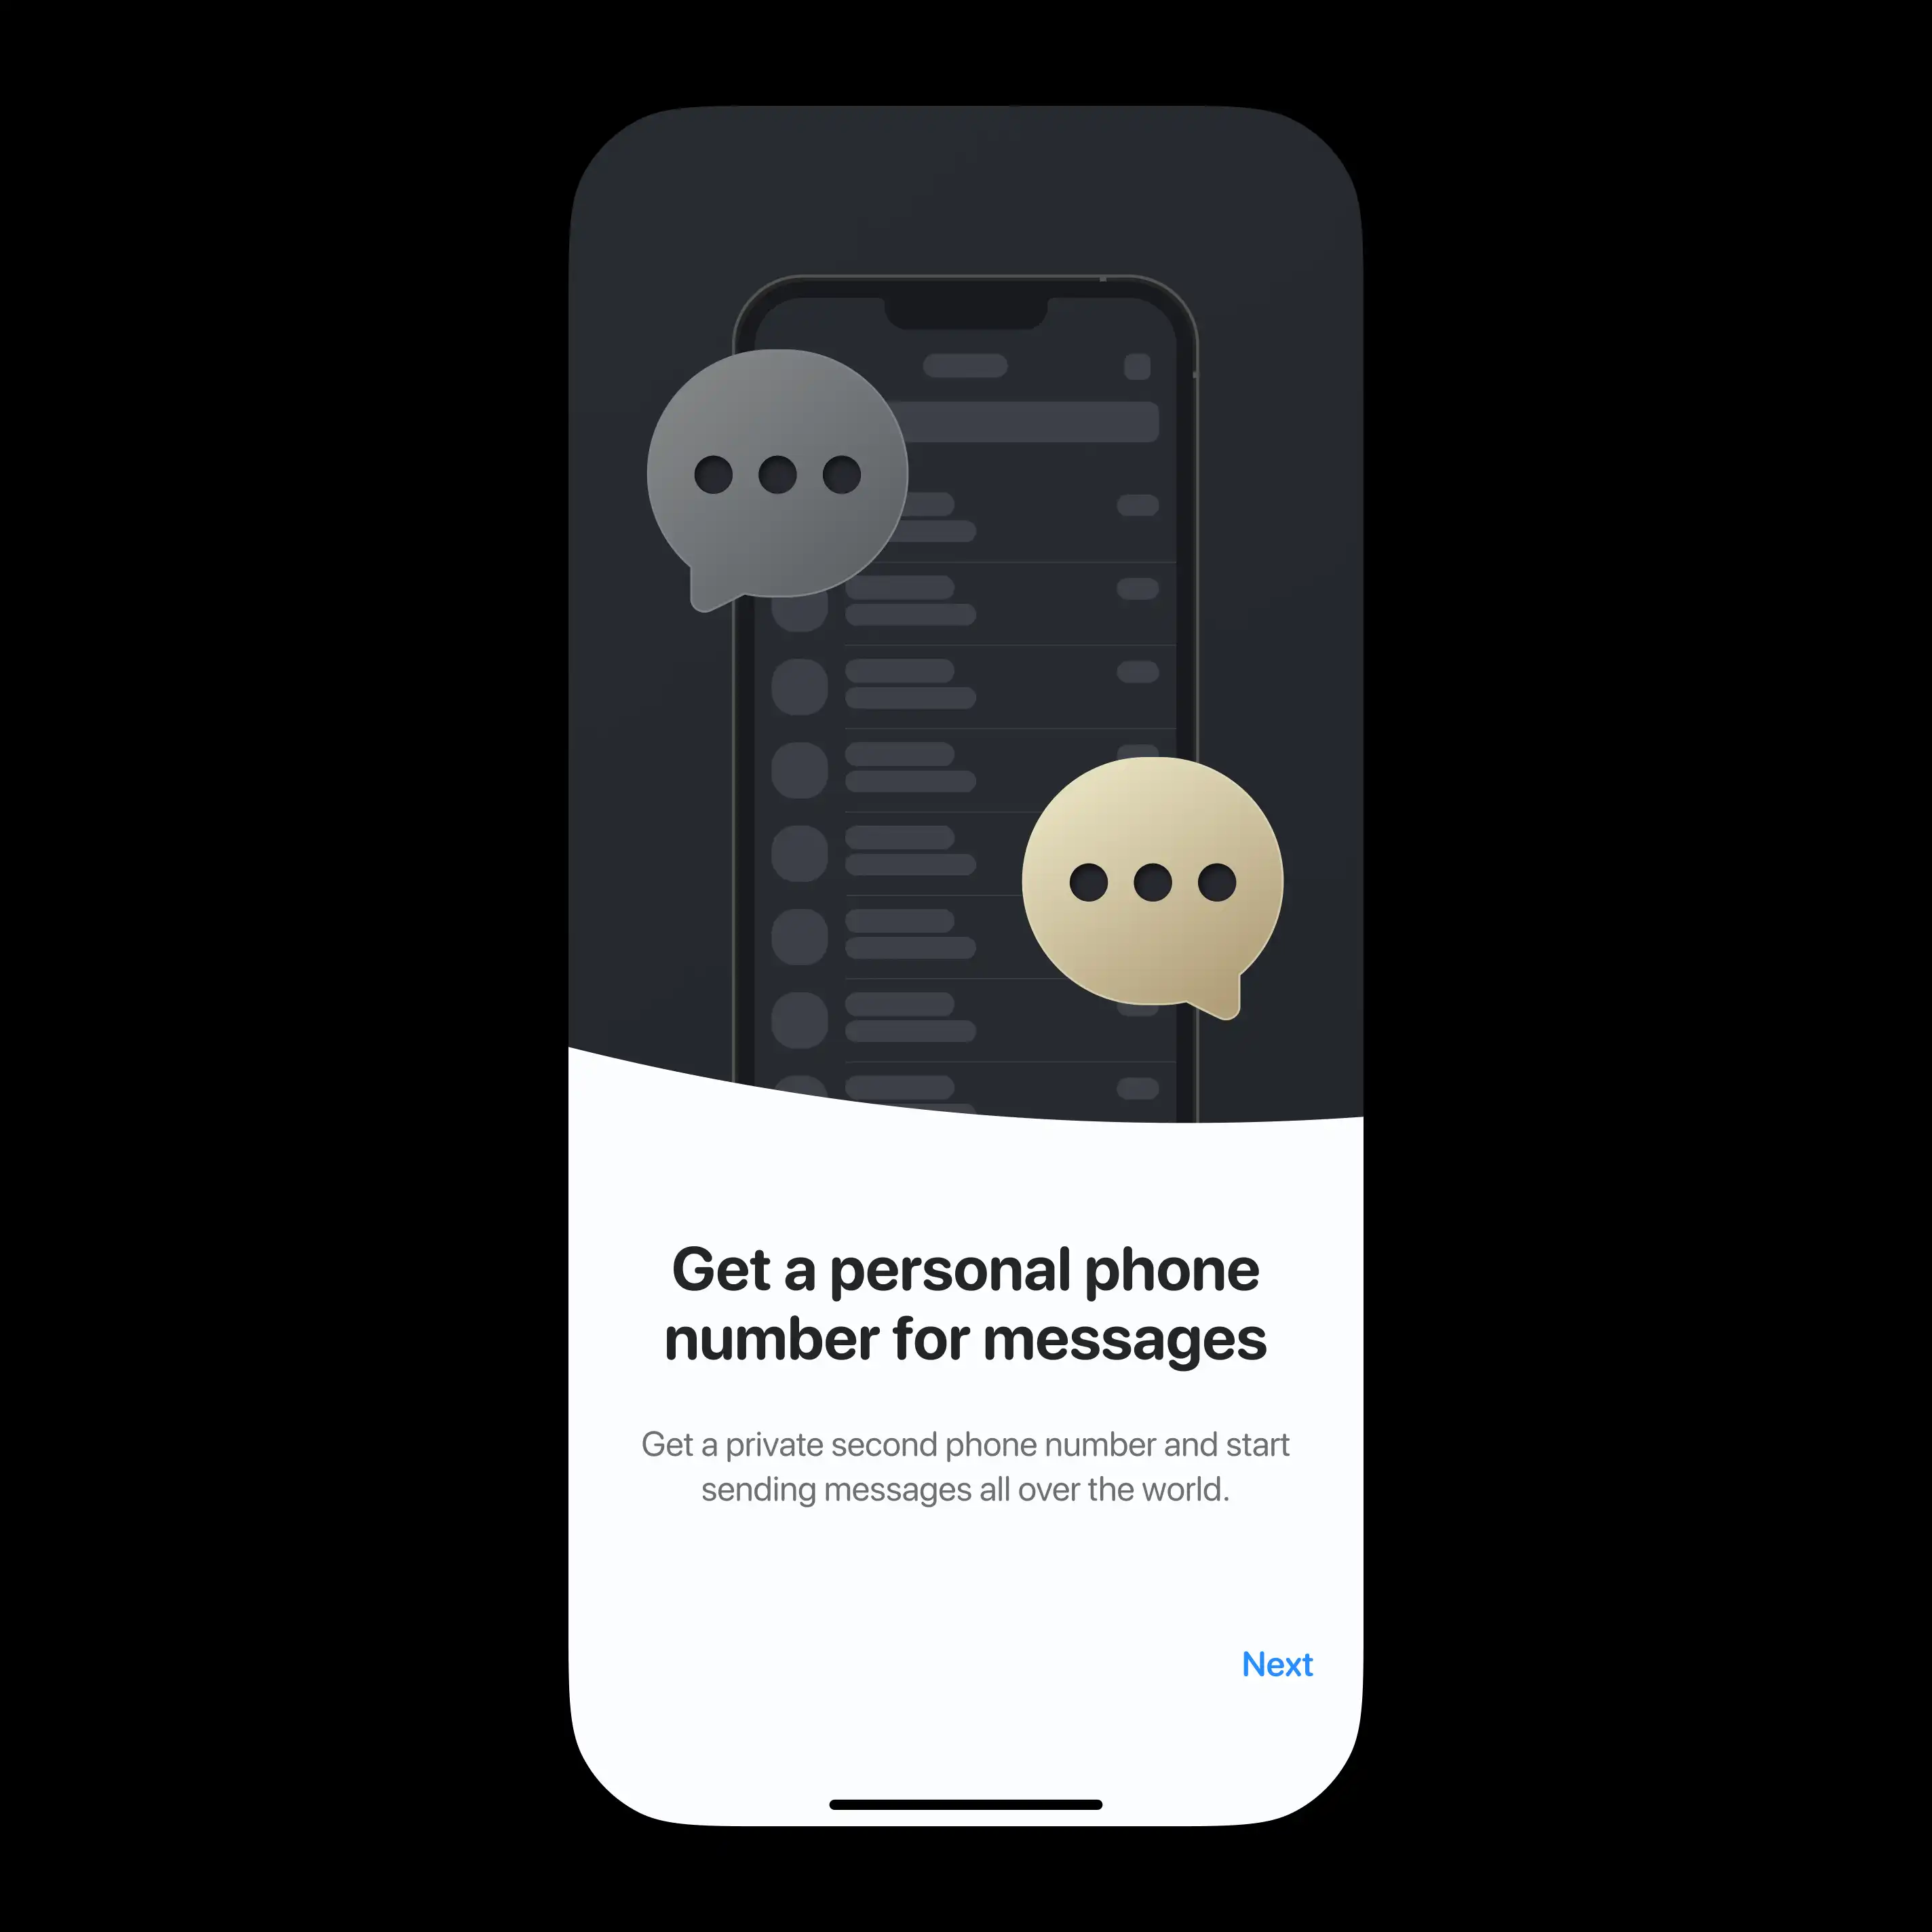 Get a personal phone
number for messages
Get a private second phone number and start
sending messages all over the world.
Next